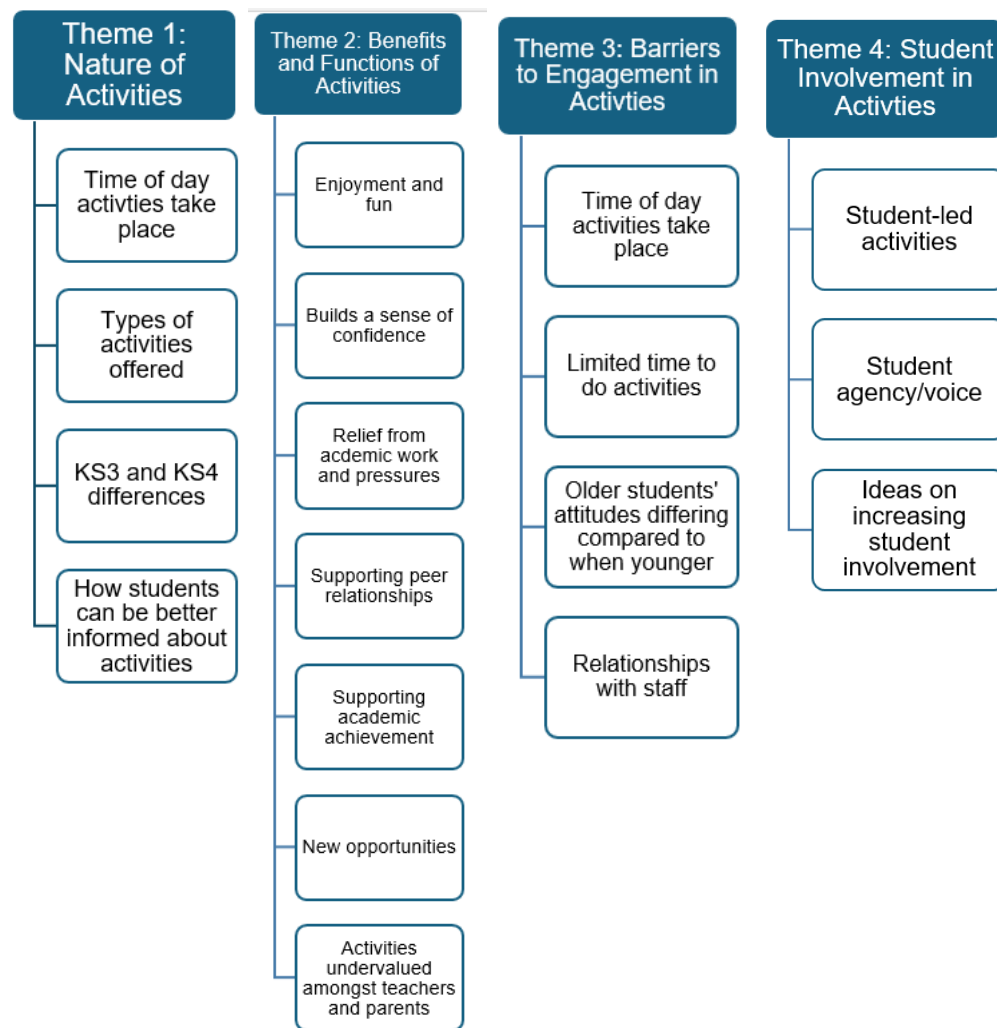 Theme 1:
Nature of
Activities
Time of day
activties take
place
Types of
activities
offered
KS3 and KS4
differences
How students
can be better
informed about
activities
Theme 2: Benefits
and Functions of
Activities
Enjoyment and
fun
Builds a sense of
confidence
Relief from
acdemic work
and pressures
Supporting peer
relationships
Supporting
academic
achievement
New opportunities
Activities
undervalued
amongst teachers
and parents
Theme 3: Barriers
to Engagement in
Activties
Time of day
activities take
place
Limited time to
do activities
Older students'
attitudes differing
compared to
when younger
Relationships
with staff
Theme 4: Student
Involvement in
Activties
Student-led
activities
Student
agency/voice
Ideas on
increasing
student
involvement